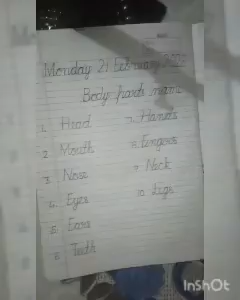 Monday 21 February 2022
Body parts name
1. Head
2. Mouth
3. Nose
4. Eyes
5. Ears
6. Teeth
7. Hands
8. Fingers
9. Neck
10. Legs
InShOt